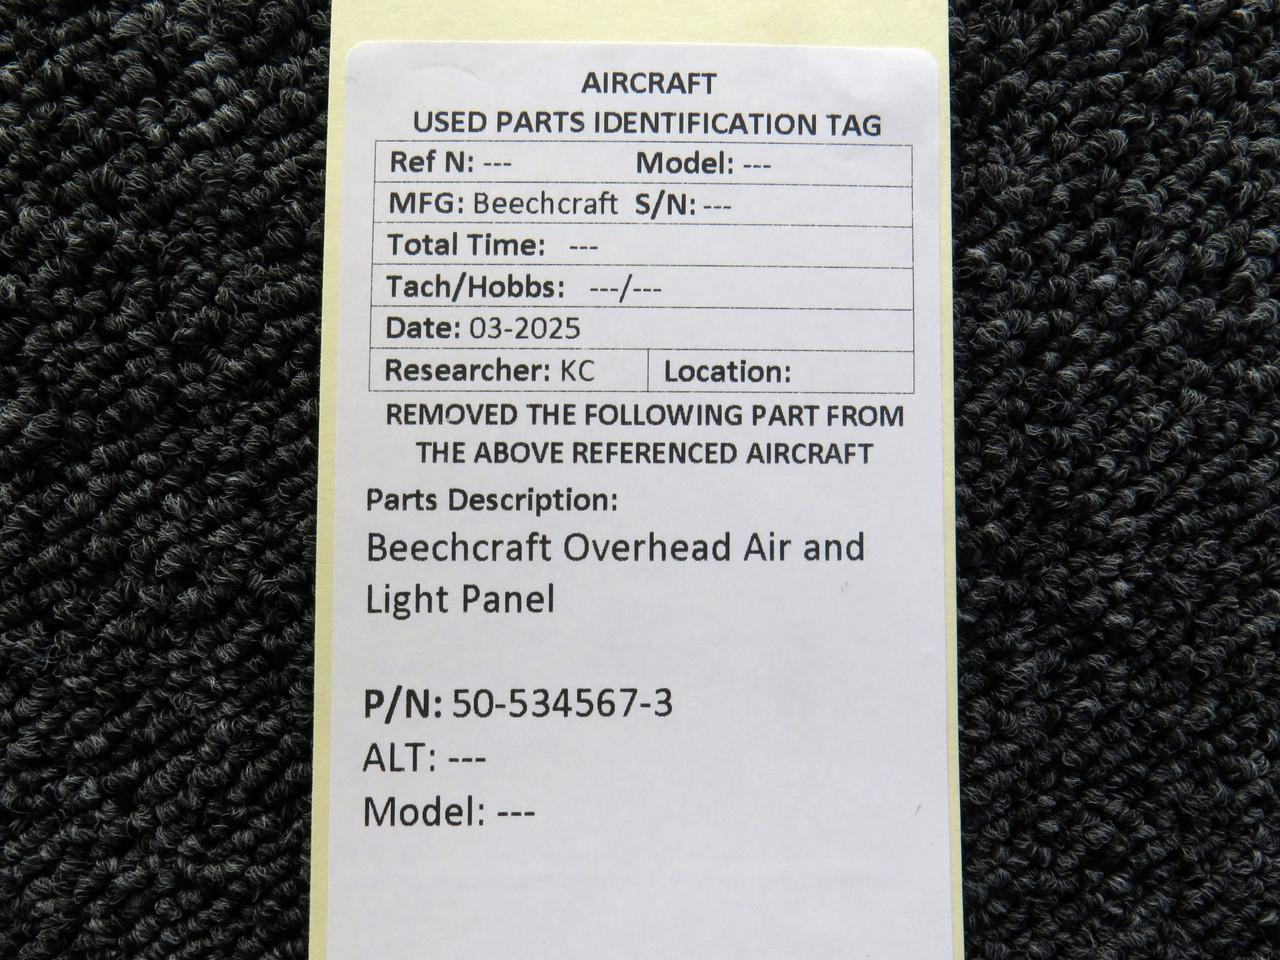 AIRCRAFT
USED PARTS IDENTIFICATION TAG
Ref N: --- Model: ---
MFG: Beechcraft S/N: ---
Total Time: ---
Tach/Hobbs: ---/---
Date: 03-2025
Researcher: KC Location:
REMOVED THE FOLLOWING PART FROM
THE ABOVE REFERENCED AIRCRAFT
Parts Description:
Beechcraft Overhead Air and
Light Panel
P/N: 50-534567-3
ALT: ---
Model: ---